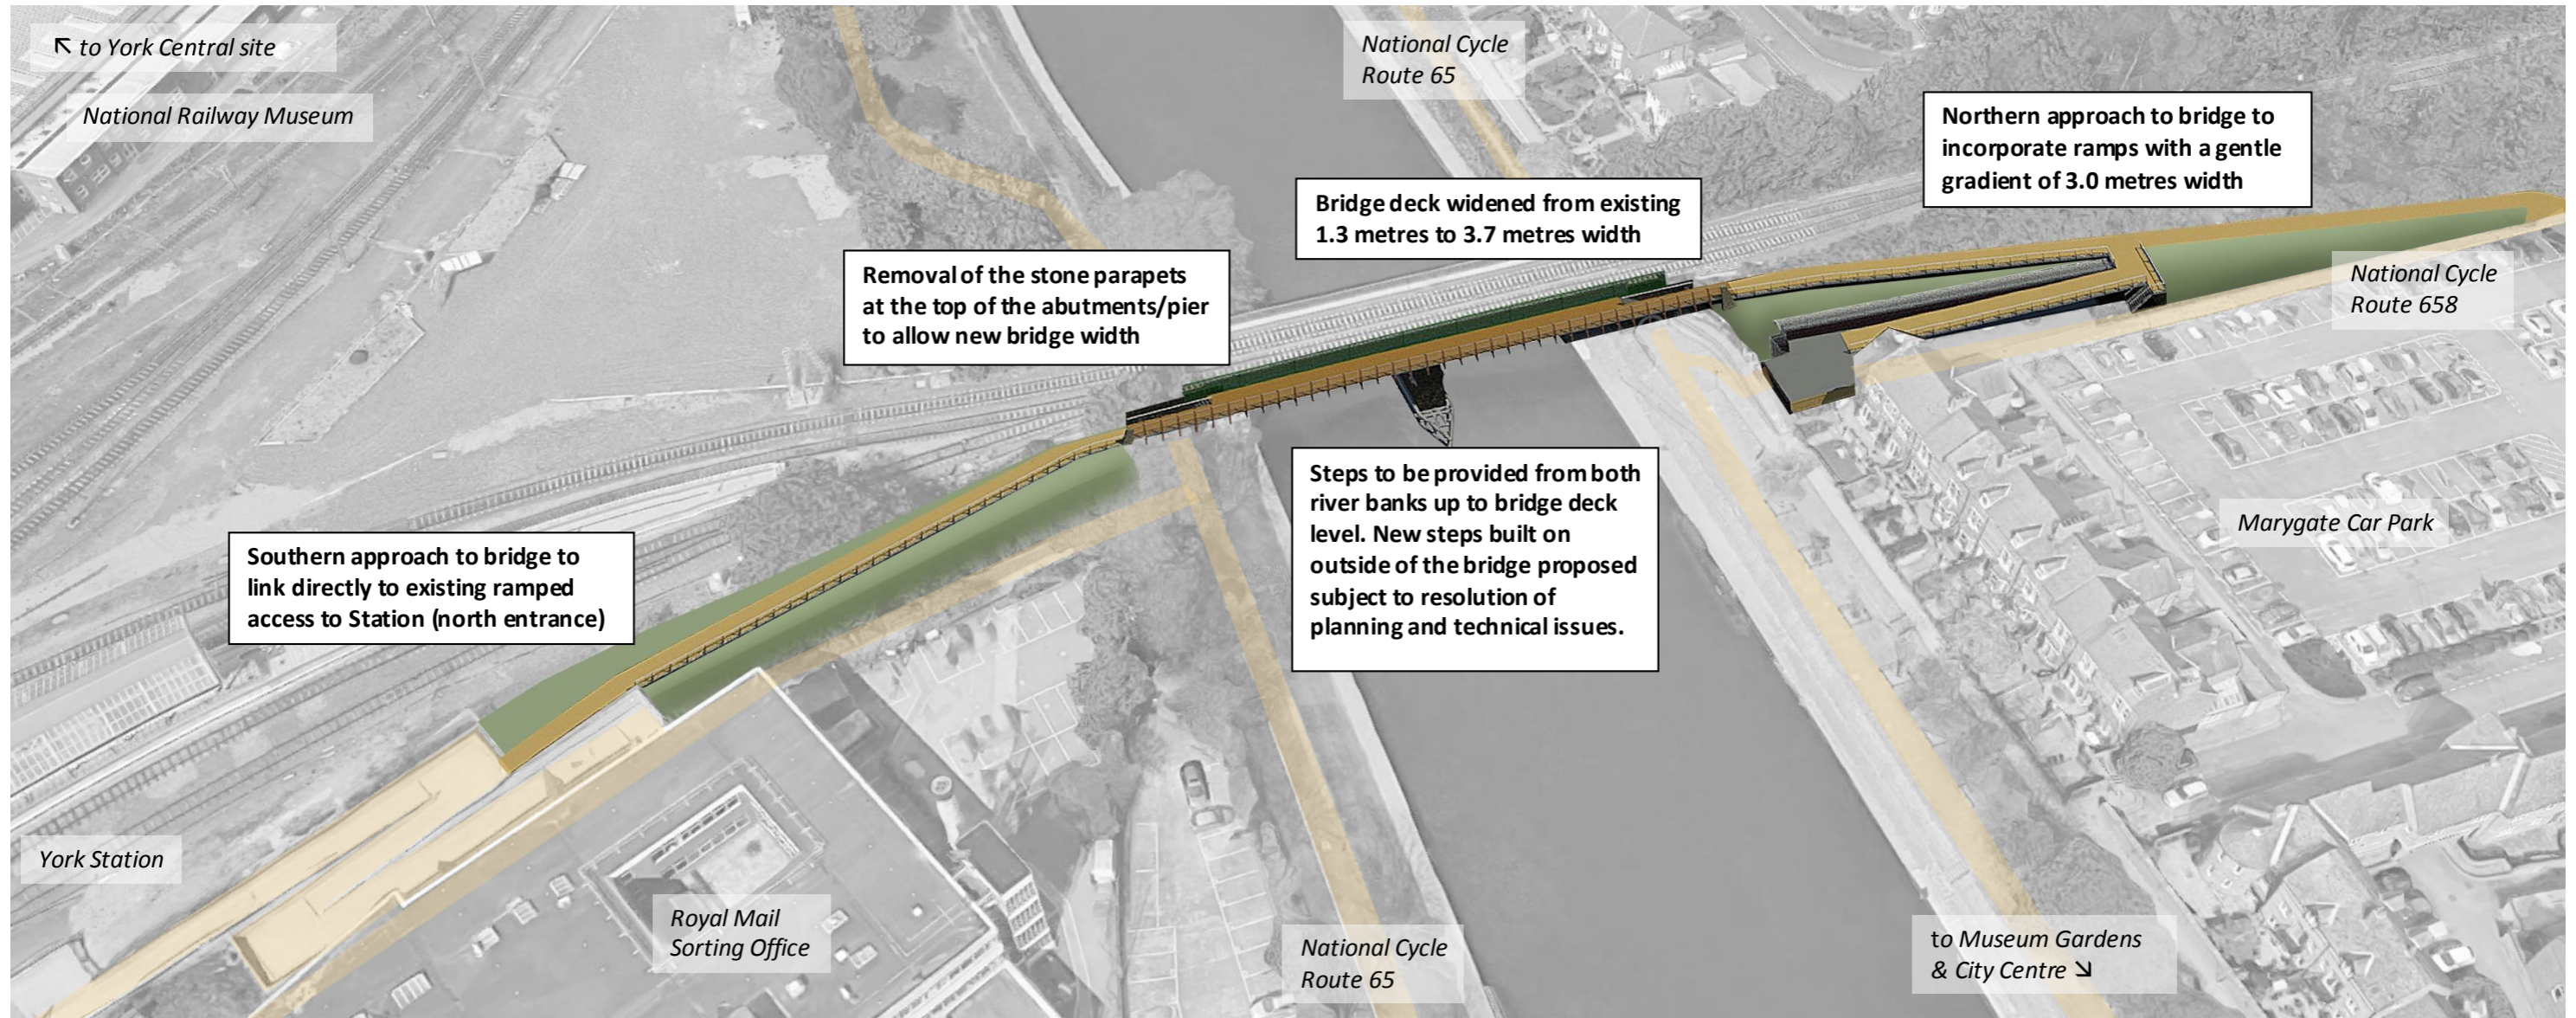 ↖ to York Central site
National Railway Museum
National Cycle
Route 65
Northern approach to bridge to
incorporate ramps with a gentle
gradient of 3.0 metres width
Bridge deck widened from existing
1.3 metres to 3.7 metres width
Removal of the stone parapets
at the top of the abutments/pier
to allow new bridge width
National Cycle
Route 658
Steps to be provided from both
river banks up to bridge deck
level. New steps built on
outside of the bridge proposed
subject to resolution of
planning and technical issues.
Marygate Car Park
Southern approach to bridge to
link directly to existing ramped
access to Station (north entrance)
York Station
Royal Mail
Sorting Office
National Cycle
Route 65
to Museum Gardens
& City Centre ↘